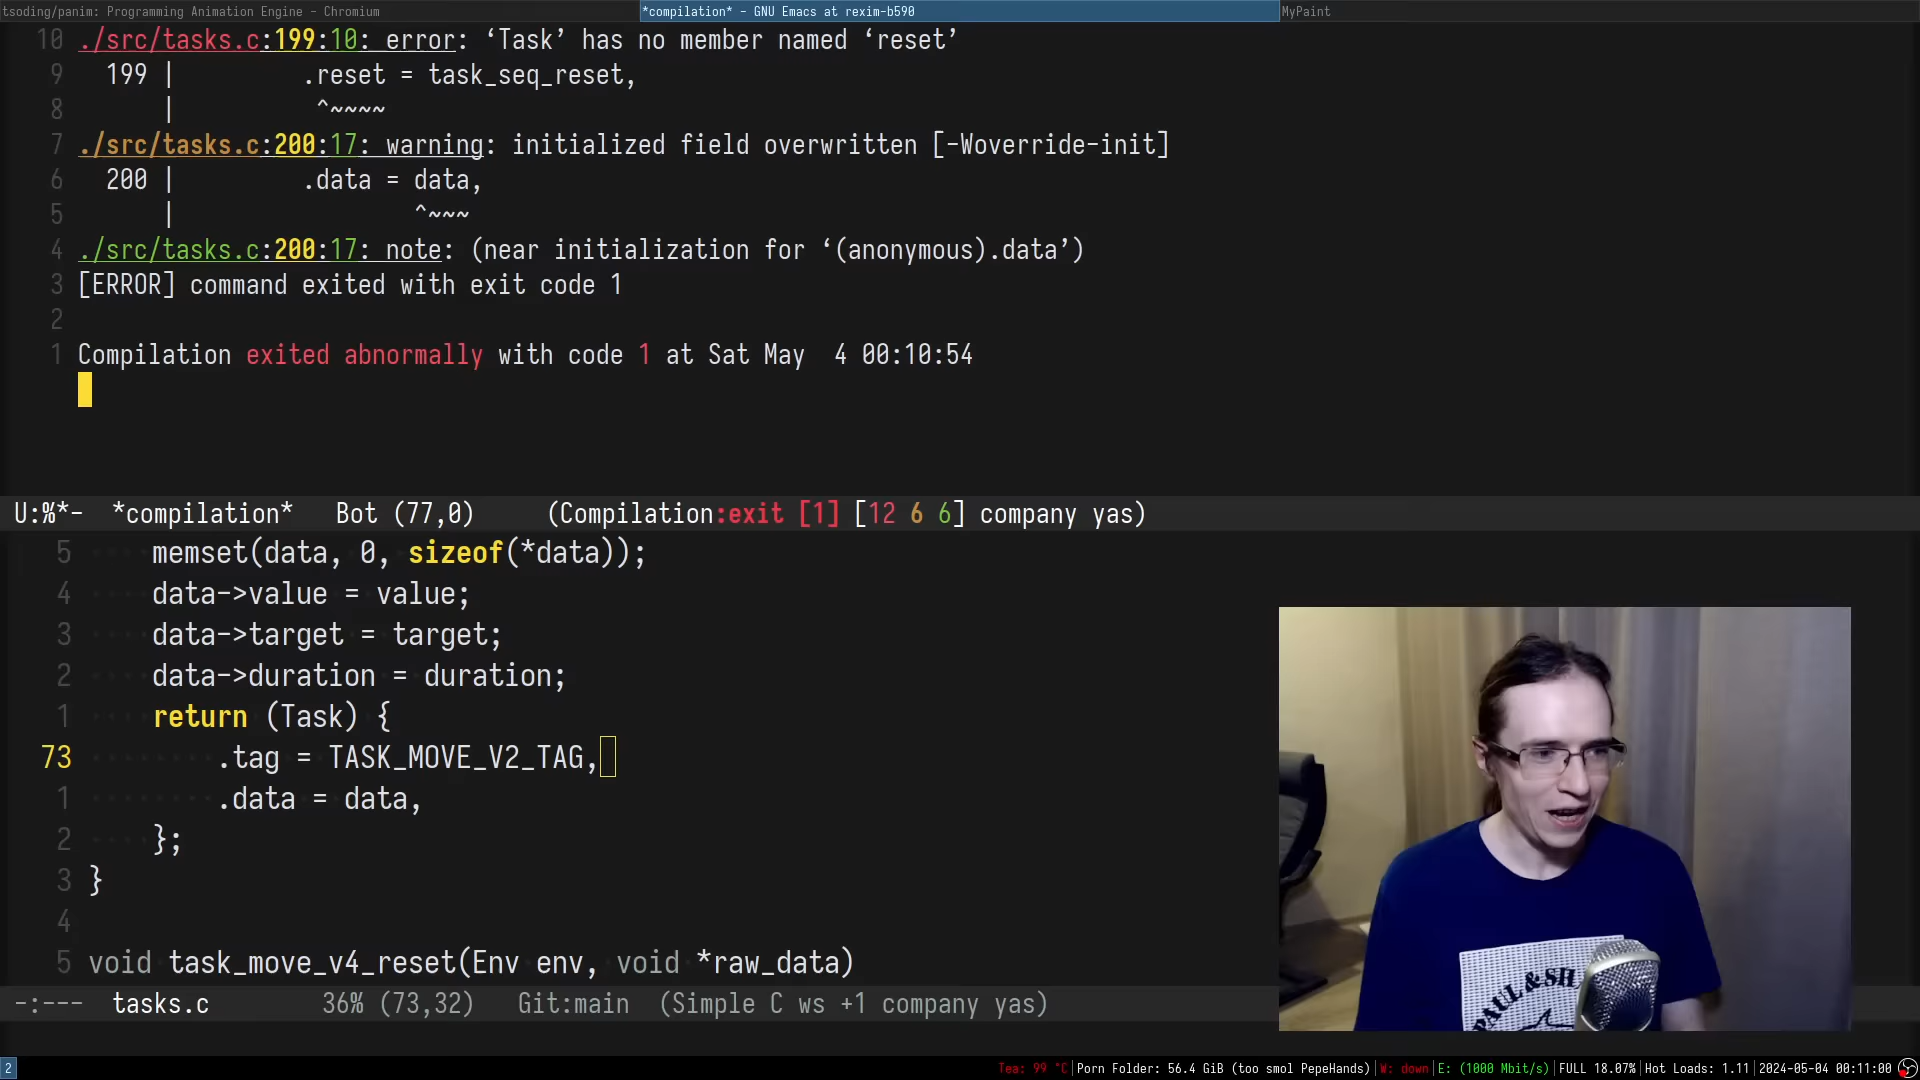 tsoding/panim: Programming Animation Engine - Chromium
*compilation* - GNU Emacs at rexim-b590
MyPaint
10 ./src/tasks.c:199:10: error: ‘Task’ has no member named ‘reset’
9 199 | .reset = task_seq_reset,
8 | ^~~~~
7 ./src/tasks.c:200:17: warning: initialized field overwritten [-Woverride-init]
6 200 | .data = data,
5 | ^~~~
4 ./src/tasks.c:200:17: note: (near initialization for ‘(anonymous).data’)
3 [ERROR] command exited with exit code 1
2
1 Compilation exited abnormally with code 1 at Sat May  4 00:10:54
U:%*-  *compilation*   Bot (77,0)     (Compilation:exit [1] [12 6 6] company yas)
5 memset(data, 0, sizeof(*data));
4 data->value = value;
3 data->target = target;
2 data->duration = duration;
1 return (Task) {
73 .tag = TASK_MOVE_V2_TAG,
1 .data = data,
2 };
3 }
4
5 void task_move_v4_reset(Env env, void *raw_data)
-:---  tasks.c        36% (73,32)   Git:main  (Simple C ws +1 company yas)
PAUL & SH
2
Tea: 99 °C|Porn Folder: 56.4 GiB (too smol PepeHands)|W: down|E: (1000 Mbit/s)|FULL 18.07%|Hot Loads: 1.11|2024-05-04 00:11:00